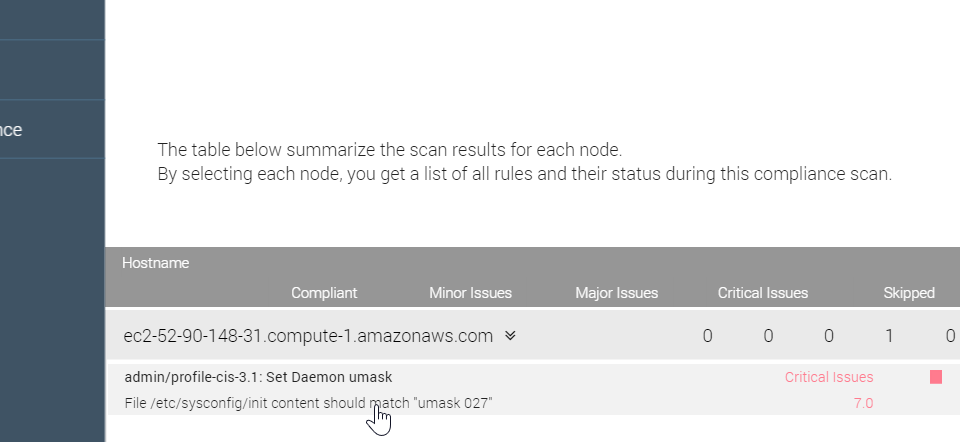 nce
The table below summarize the scan results for each node.
By selecting each node, you get a list of all rules and their status during this compliance scan.
Hostname
Compliant Minor Issues Major Issues Critical Issues Skipped
ec2-52-90-148-31.compute-1.amazonaws.com 0 0 0 1 0
admin/profile-cis-3.1: Set Daemon umask Critical Issues
File /etc/sysconfig/init content should match "umask 027" 7.0